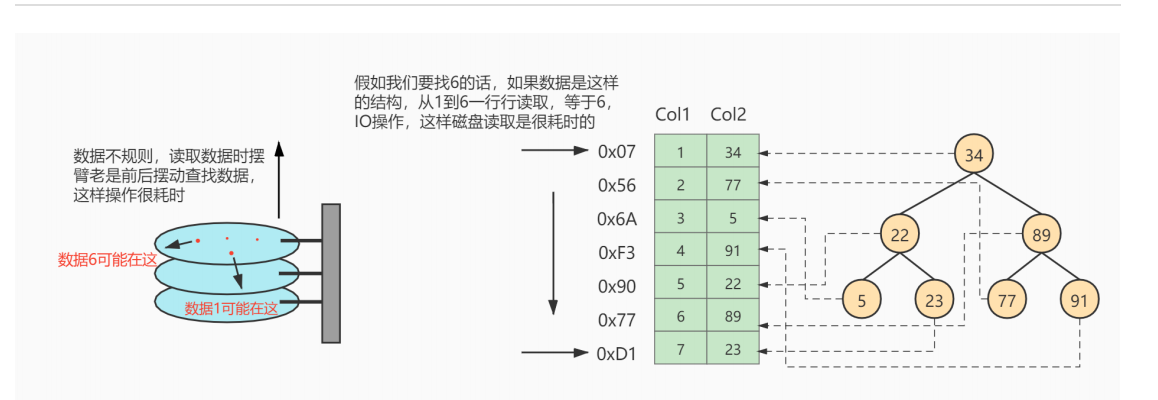 假如我们要找6的话，如果数据是这样
的结构，从1到6一行行读取，等于6，
IO操作，这样磁盘读取是很耗时的
数据不规则，读取数据时摆
臂老是前后摆动查找数据，
这样操作很耗时
数据6可能在这
数据1可能在这
Col1 Col2
0x07 1 34
0x56 2 77
0x6A 3 5
0xF3 4 91
0x90 5 22
0x77 6 89
0xD1 7 23
34
22 89
5 23 77 91